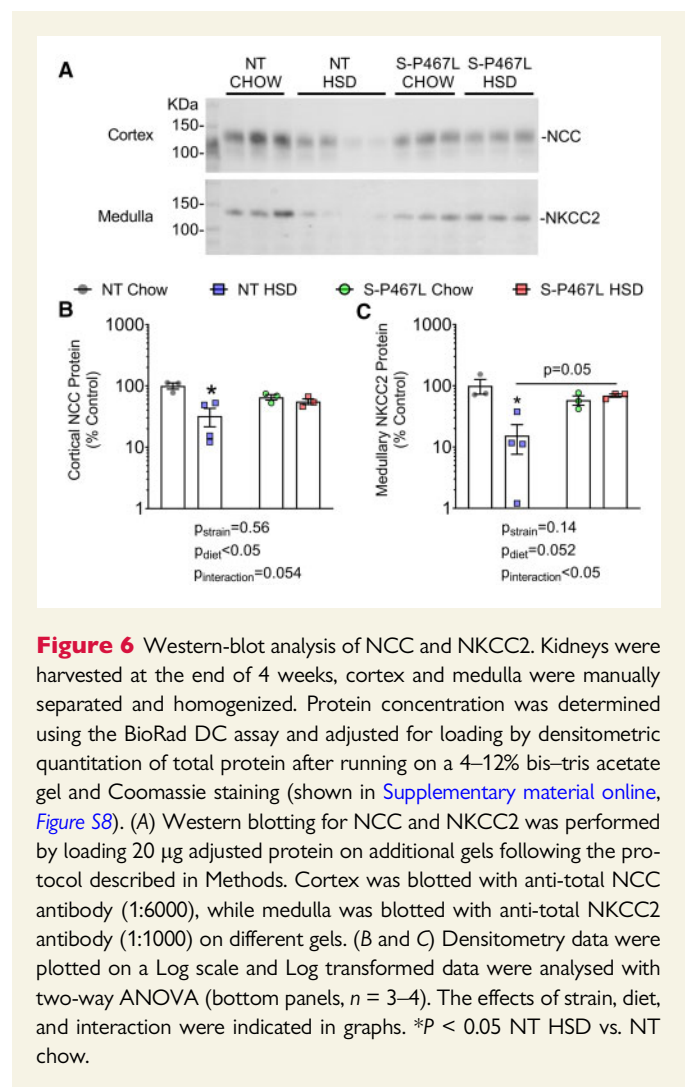 A
NT CHOW
NT HSD
S-P467L CHOW
S-P467L HSD
KDa
Cortex
150-
100-
-NCC
Medulla
150-
100-
-NKCC2
NT Chow
NT HSD
S-P467L Chow
S-P467L HSD
B
Cortical NCC Protein
(% Control)
1000
100
10
1
*
pstrain=0.56
pdiet<0.05
pinteraction=0.054
C
Medullary NKCC2 Protein
(% Control)
1000
100
10
1
*
p=0.05
pstrain=0.14
pdiet=0.052
pinteraction<0.05
Figure 6 Western-blot analysis of NCC and NKCC2. Kidneys were
harvested at the end of 4 weeks, cortex and medulla were manually
separated and homogenized. Protein concentration was determined
using the BioRad DC assay and adjusted for loading by densitometric
quantitation of total protein after running on a 4–12% bis–tris acetate
gel and Coomassie staining (shown in Supplementary material online,
Figure S8). (A) Western blotting for NCC and NKCC2 was performed
by loading 20 μg adjusted protein on additional gels following the pro-
tocol described in Methods. Cortex was blotted with anti-total NCC
antibody (1:6000), while medulla was blotted with anti-total NKCC2
antibody (1:1000) on different gels. (B and C) Densitometry data were
plotted on a Log scale and Log transformed data were analysed with
two-way ANOVA (bottom panels, n = 3–4). The effects of strain, diet,
and interaction were indicated in graphs. *P < 0.05 NT HSD vs. NT
chow.